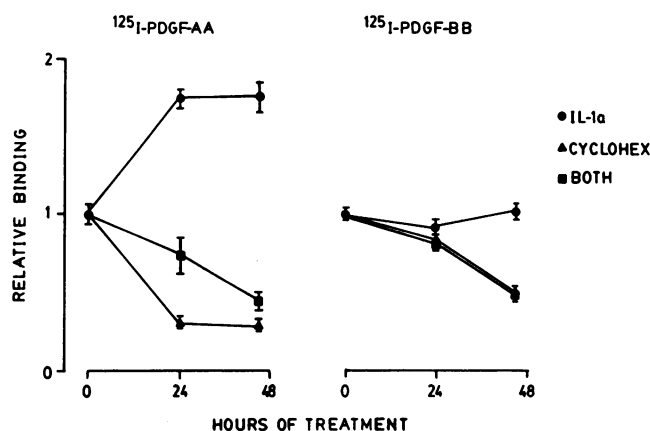 125I-PDGF-AA
125I-PDGF-BB
RELATIVE BINDING
2
1
0
IL-1a
CYCLOHEX
BOTH
0 24 48
0 24 48
HOURS OF TREATMENT